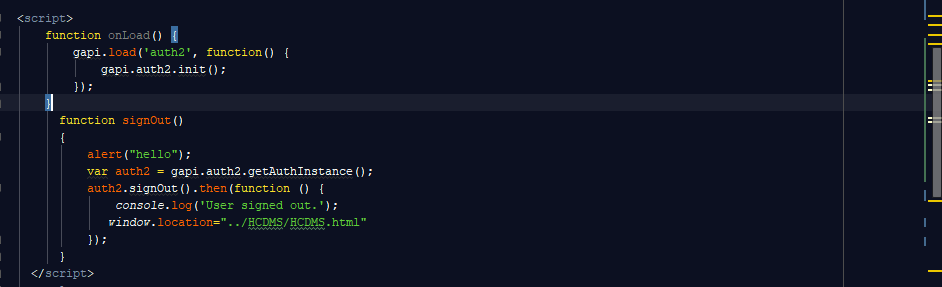 <script>
function onLoad() {
gapi.load('auth2', function() {
gapi.auth2.init();
});
}
function signOut()
{
alert("hello");
var auth2 = gapi.auth2.getAuthInstance();
auth2.signOut().then(function () {
console.log('User signed out.');
window.location="../HCDMS/HCDMS.html"
});
}
</script>